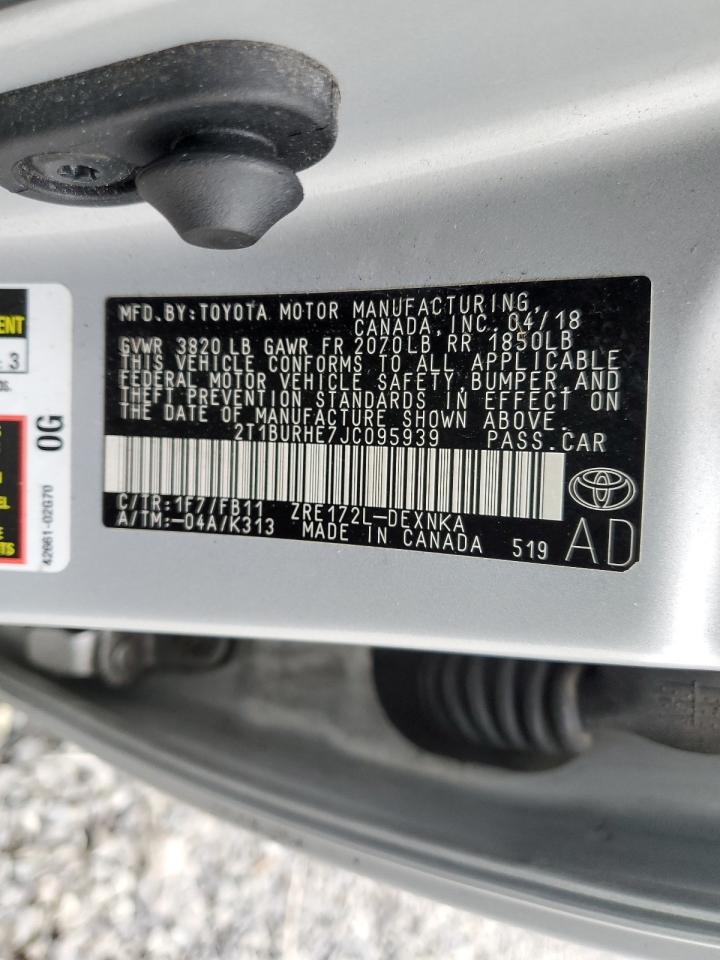 MFD. BY: TOYOTA MOTOR MANUFACTURING,
CANADA, INC. 04/18
GVWR 3820 LB GAWR FR 2070LB, RR 1850LB
THIS VEHICLE CONFORMS TO ALL APPLICABLE
FEDERAL MOTOR VEHICLE SAFETY, BUMPER, AND
THEFT PREVENTION STANDARDS IN EFFECT ON
THE DATE OF MANUFACTURE SHOWN ABOVE.
2T1BURHE7JC095939 PASS.CAR
C/TR:1F7/FB11 ZRE172L-DEXNKA
A/TM:-04A/K313 MADE IN CANADA 519
AD
3
0G
42661-02G70